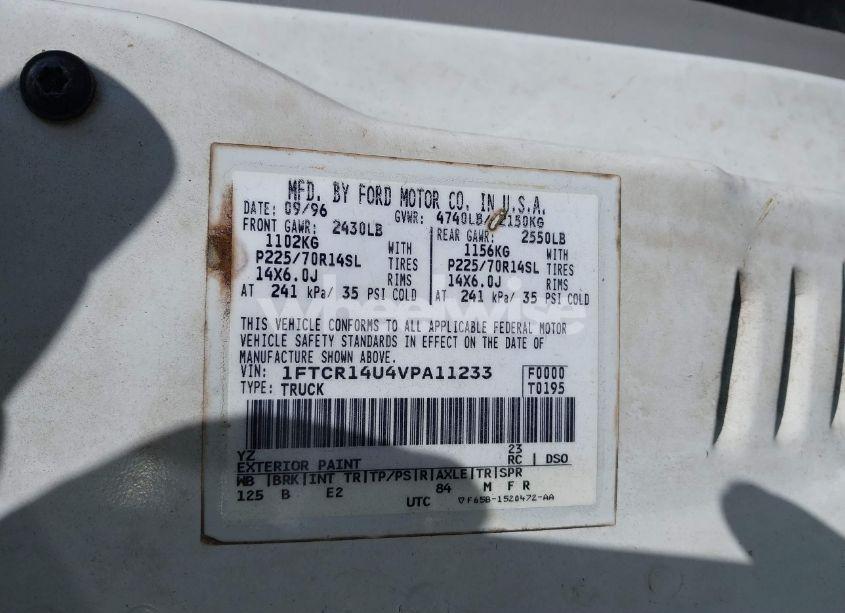 MFD. BY FORD MOTOR CO. IN U.S.A.
DATE: 09/96 GVWR: 4740LB/ 2150KG
FRONT GAWR: 2430LB REAR GAWR: 2550LB
1102KG WITH 1156KG WITH
P225/70R14SL TIRES P225/70R14SL TIRES
14X6.0J RIMS 14X6.0J RIMS
AT 241 kPa/ 35 PSI COLD AT 241 kPa/ 35 PSI COLD
wheelwise
THIS VEHICLE CONFORMS TO ALL APPLICABLE FEDERAL MOTOR
VEHICLE SAFETY STANDARDS IN EFFECT ON THE DATE OF
MANUFACTURE SHOWN ABOVE.
VIN: 1FTCR14U4VPA11233 F0000
TYPE: TRUCK T0195
YZ 23
EXTERIOR PAINT RC DSO
WB BRK INT TR TP/PS R AXLE TR SPR
125 B E2 84 M F R
UTC F65B-1520472-AA